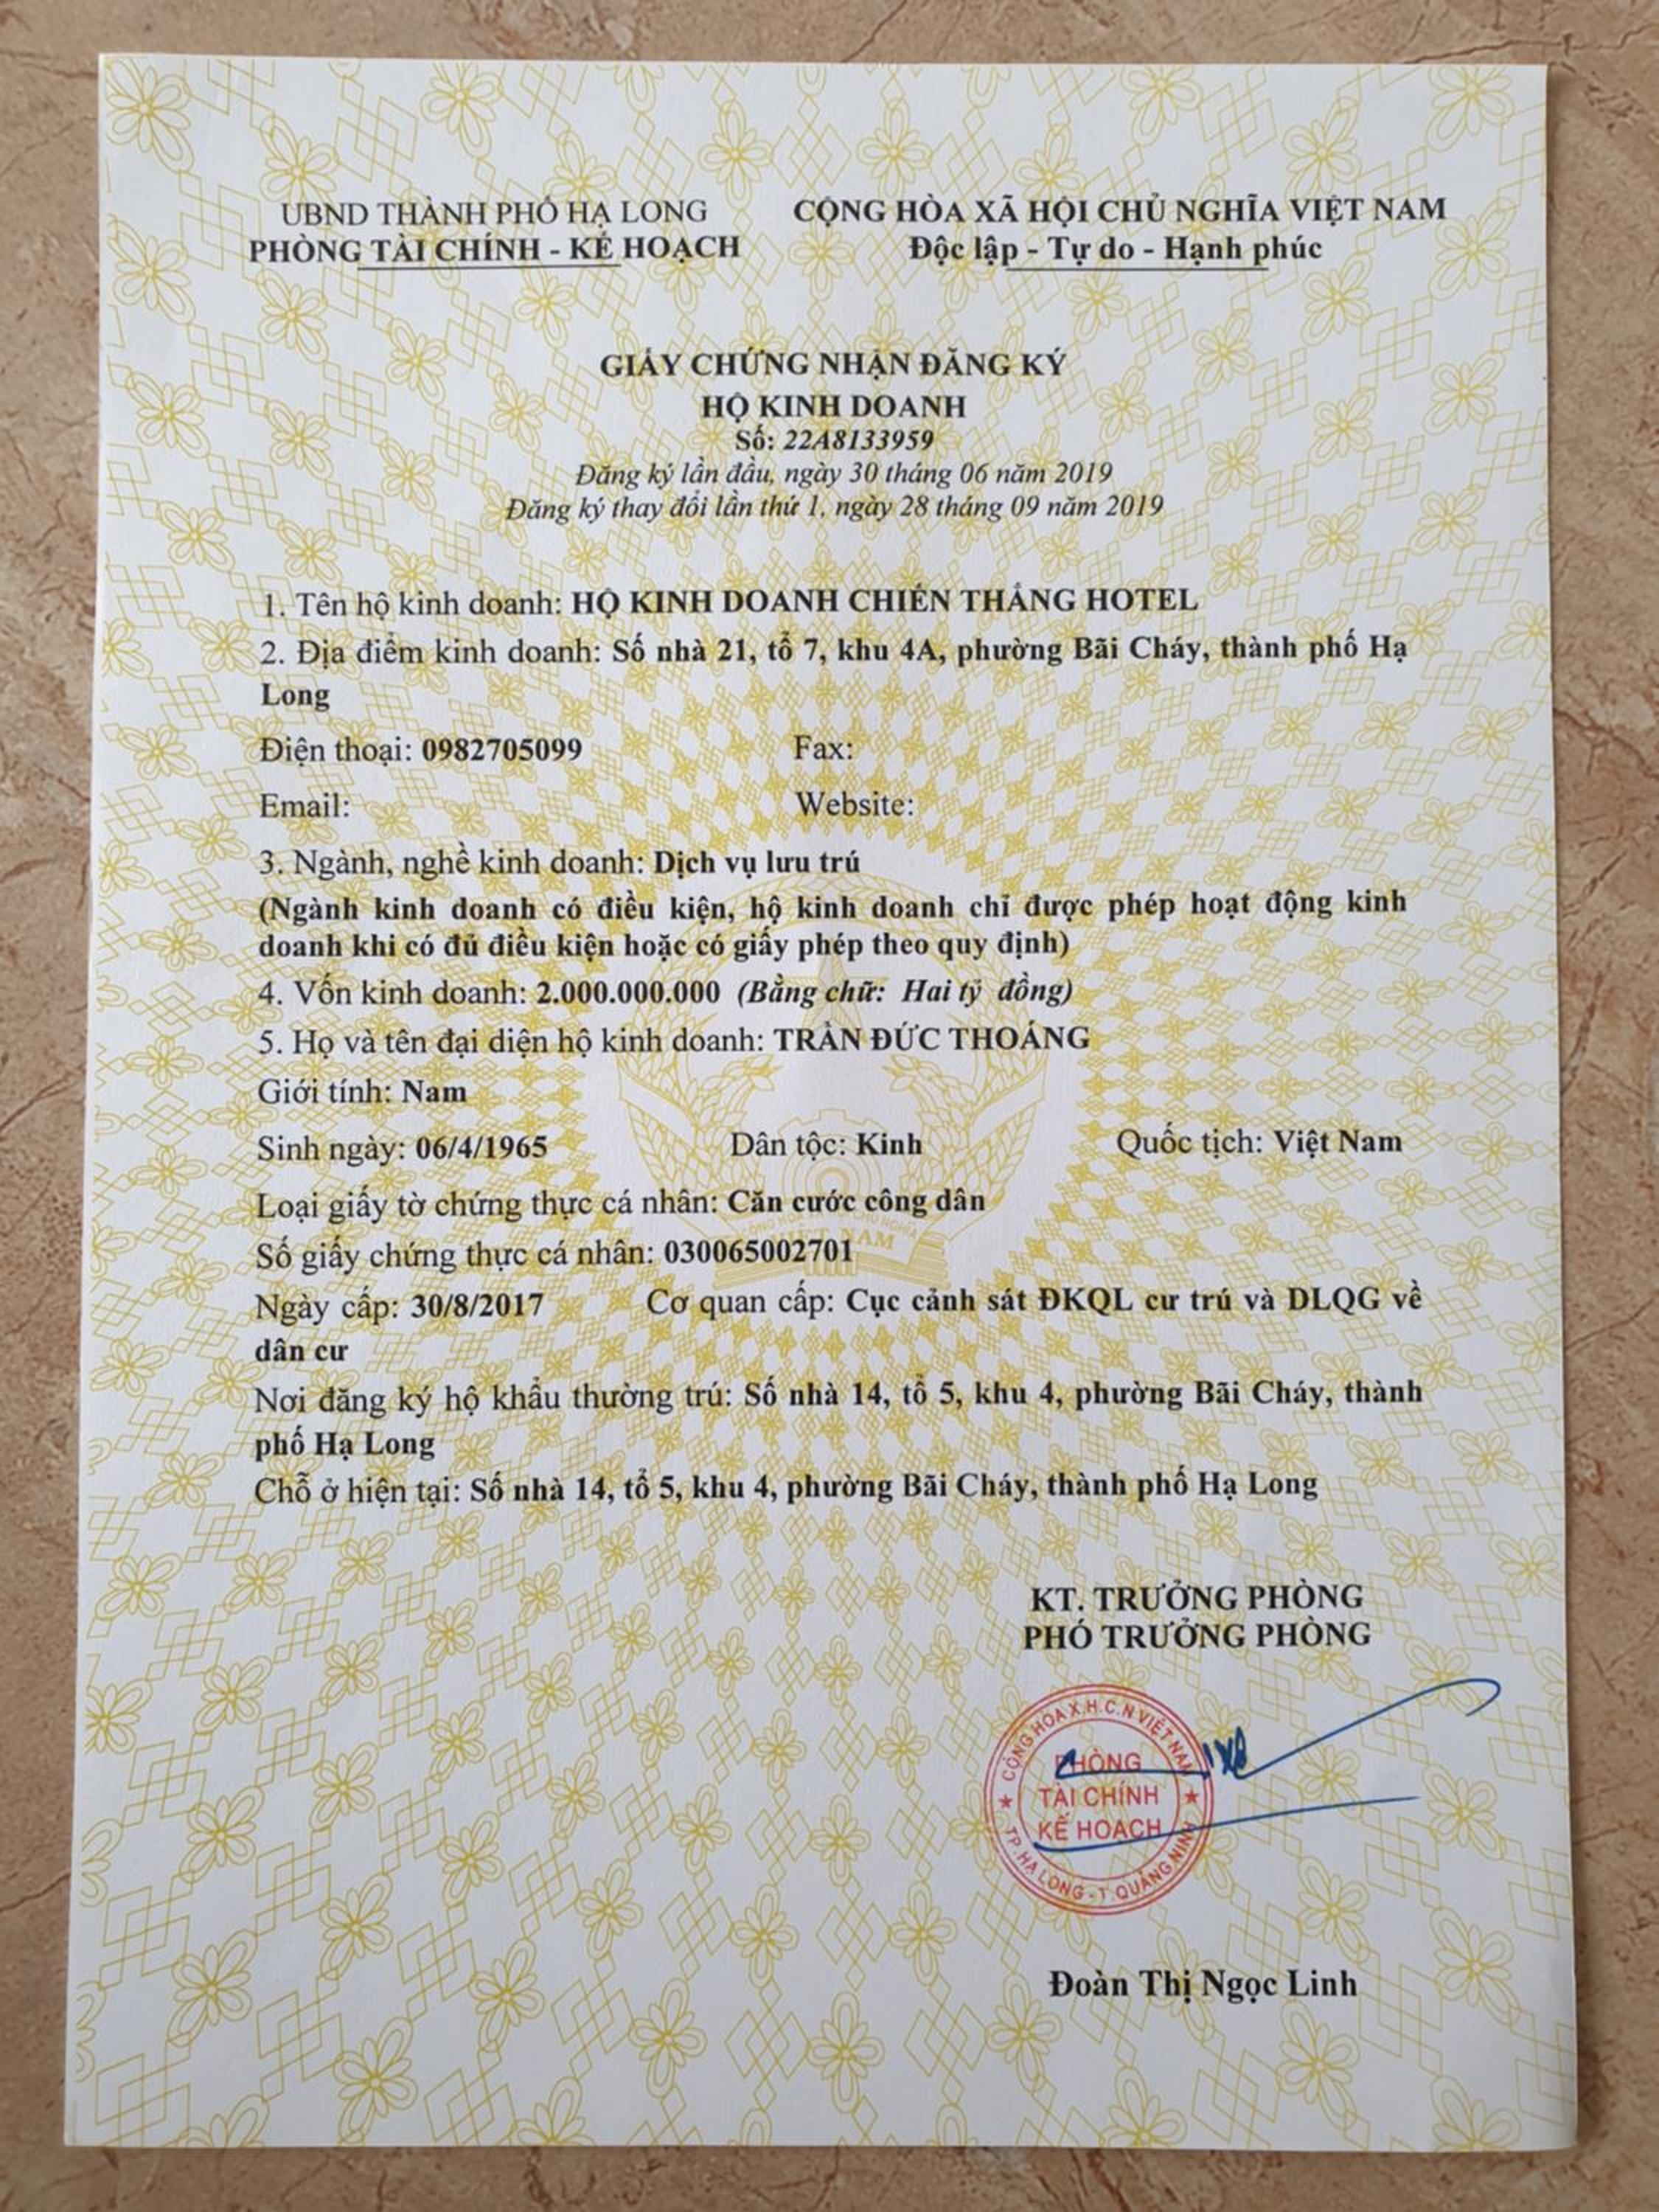 UBND THÀNH PHỐ HẠ LONG
PHÒNG TÀI CHÍNH - KẾ HOẠCH
CỘNG HÒA XÃ HỘI CHỦ NGHĨA VIỆT NAM
Độc lập - Tự do - Hạnh phúc
GIẤY CHỨNG NHẬN ĐĂNG KÝ
HỘ KINH DOANH
Số: 22A8133959
Đăng ký lần đầu, ngày 30 tháng 06 năm 2019
Đăng ký thay đổi lần thứ 1, ngày 28 tháng 09 năm 2019
1. Tên hộ kinh doanh: HỘ KINH DOANH CHIẾN THẮNG HOTEL
2. Địa điểm kinh doanh: Số nhà 21, tổ 7, khu 4A, phường Bãi Cháy, thành phố Hạ
Long
Điện thoại: 0982705099 Fax:
Email: Website:
3. Ngành, nghề kinh doanh: Dịch vụ lưu trú
(Ngành kinh doanh có điều kiện, hộ kinh doanh chỉ được phép hoạt động kinh
doanh khi có đủ điều kiện hoặc có giấy phép theo quy định)
4. Vốn kinh doanh: 2.000.000.000 (Bằng chữ: Hai tỷ đồng)
5. Họ và tên đại diện hộ kinh doanh: TRẦN ĐỨC THOÁNG
Giới tính: Nam
Sinh ngày: 06/4/1965 Dân tộc: Kinh Quốc tịch: Việt Nam
Loại giấy tờ chứng thực cá nhân: Căn cước công dân
Số giấy chứng thực cá nhân: 030065002701
Ngày cấp: 30/8/2017 Cơ quan cấp: Cục cảnh sát ĐKQL cư trú và DLQG về
dân cư
Nơi đăng ký hộ khẩu thường trú: Số nhà 14, tổ 5, khu 4, phường Bãi Cháy, thành
phố Hạ Long
Chỗ ở hiện tại: Số nhà 14, tổ 5, khu 4, phường Bãi Cháy, thành phố Hạ Long
KT. TRƯỞNG PHÒNG
PHÓ TRƯỞNG PHÒNG
CỘNG HÒA X.H.C.N VIỆT NAM
PHÒNG
TÀI CHÍNH
KẾ HOẠCH
TP. HẠ LONG - T. QUẢNG NINH
Đoàn Thị Ngọc Linh